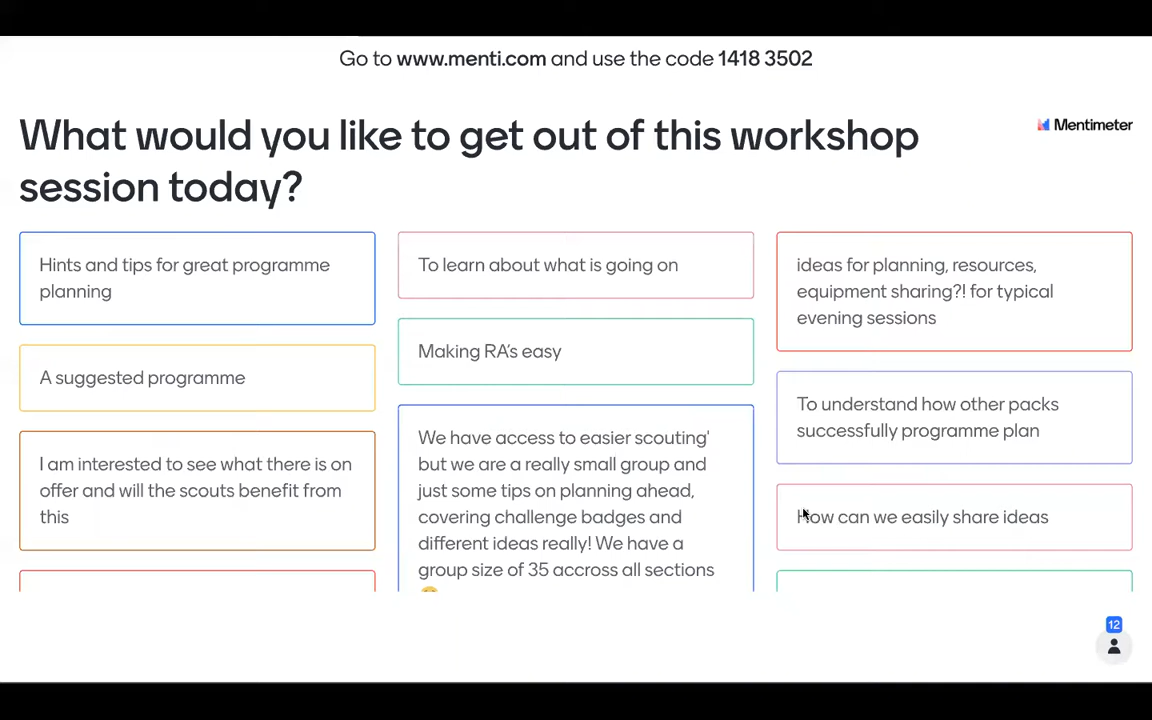 Go to www.menti.com and use the code 1418 3502
What would you like to get out of this workshop
session today?
Mentimeter
Hints and tips for great programme
planning
A suggested programme
I am interested to see what there is on
offer and will the scouts benefit from
this
To learn about what is going on
Making RA's easy
We have access to easier scouting'
but we are a really small group and
just some tips on planning ahead,
covering challenge badges and
different ideas really! We have a
group size of 35 accross all sections
ideas for planning, resources,
equipment sharing?! for typical
evening sessions
To understand how other packs
successfully programme plan
How can we easily share ideas
12